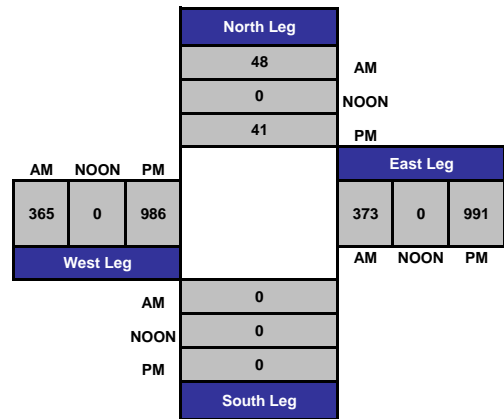 North Leg
48 AM
0 NOON
41 PM
AM NOON PM
East Leg
365 0 986
373 0 991
West Leg
AM NOON PM
AM 0
NOON 0
PM 0
South Leg